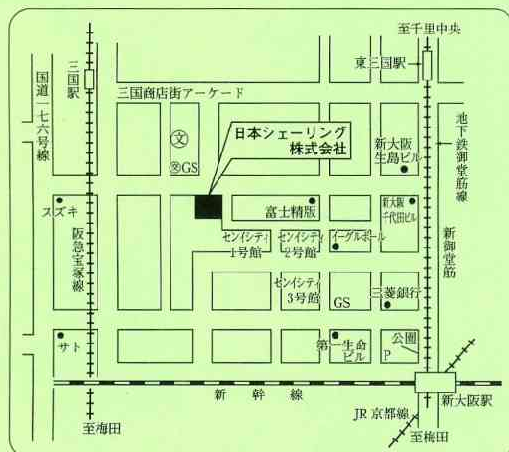 至千里中央
東三国駅
国道一七六号線
三国駅
三国商店街アーケード
文
日本シェーリング
株式会社
GS
新大阪
生島ビル
地下鉄御堂筋線
スズキ
富士精版
新大阪
千代田ビル
阪急宝塚線
センイシティ
1号館
センイシティ
2号館
イーグルボール
新御堂筋
センイシティ
3号館
GS
三菱銀行
サト
第一生命
ビル
公園
P
新幹線
新大阪駅
JR京都線
至梅田
至梅田